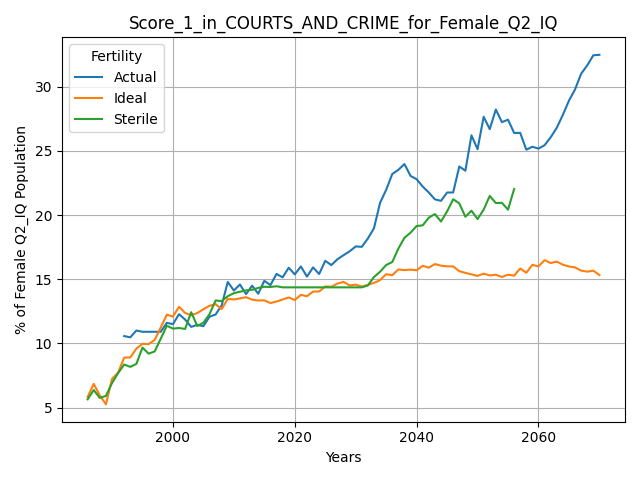 Score_1_in_COURTS_AND_CRIME_for_Female_Q2_IQ
Fertility
Actual
Ideal
Sterile
% of Female Q2_IQ Population
30
25
20
15
10
5
2000
2020
2040
2060
Years